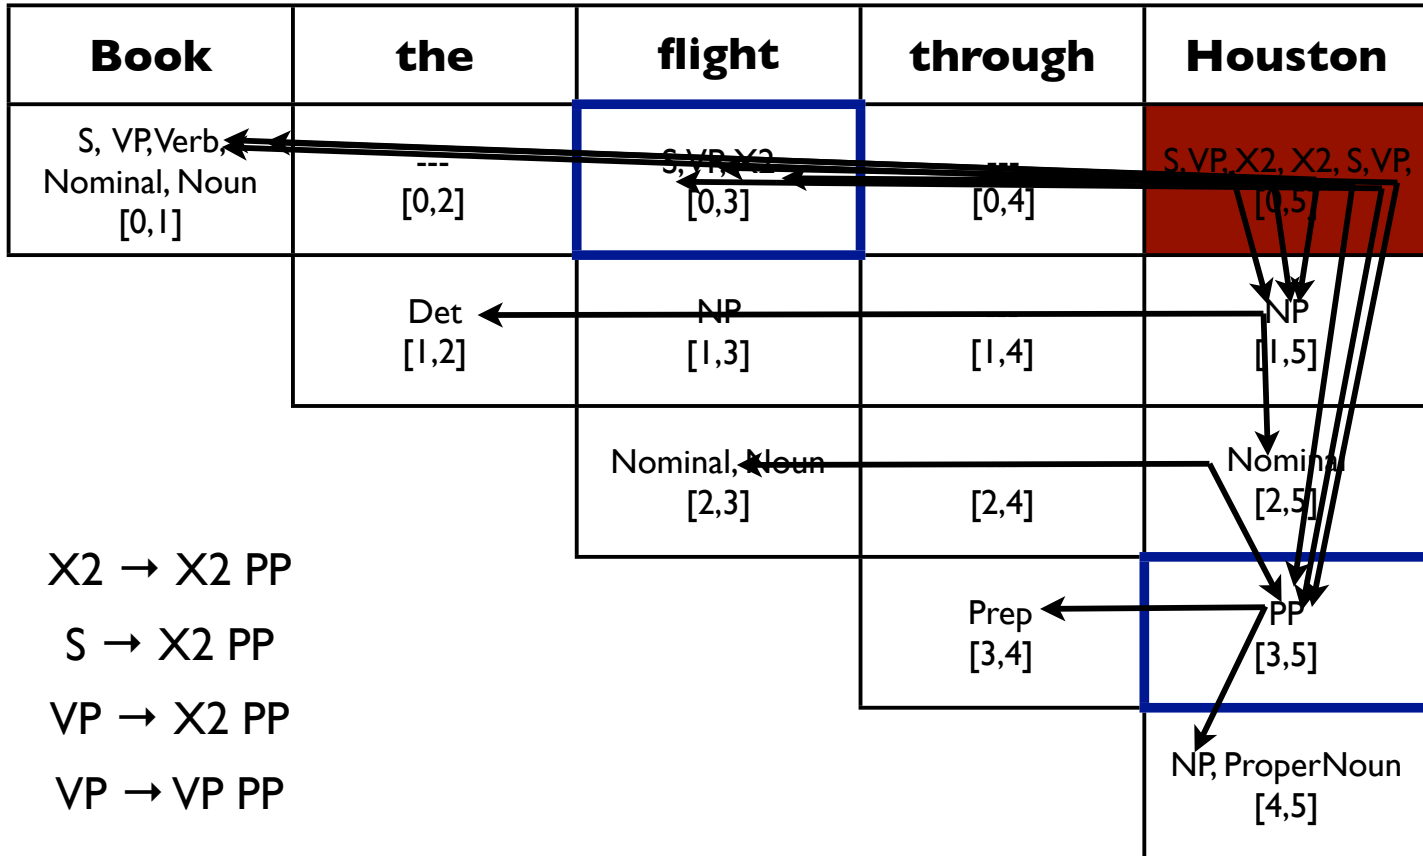 Book the flight through Houston
S, VP, Verb, --- S, VP, X2 --- S, VP, X2, X2, S, VP,
Nominal, Noun [0,2] [0,3] [0,4] [0,5]
[0,1]
Det NP NP
[1,2] [1,3] [1,4] [1,5]
Nominal, Noun Nominal
[2,3] [2,4] [2,5]
X2 → X2 PP
Prep PP
S → X2 PP
[3,4] [3,5]
VP → X2 PP
NP, ProperNoun
VP → VP PP
[4,5]